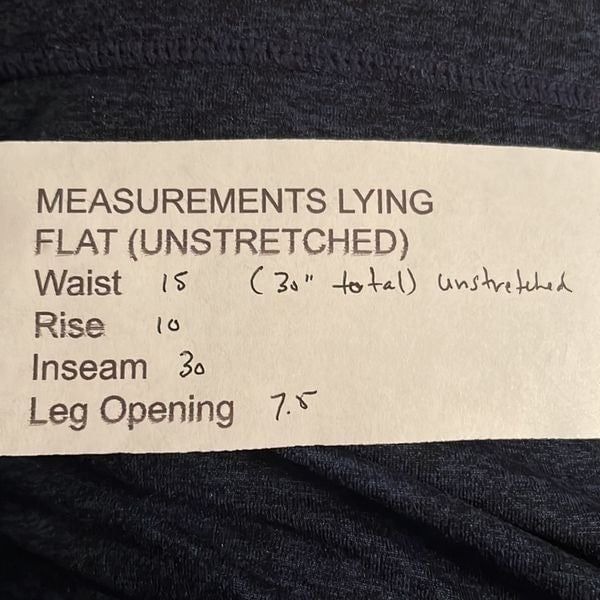 MEASUREMENTS LYING
FLAT (UNSTRETCHED)
Waist 15 (30" total) unstretched
Rise 10
Inseam 30
Leg Opening 7.5